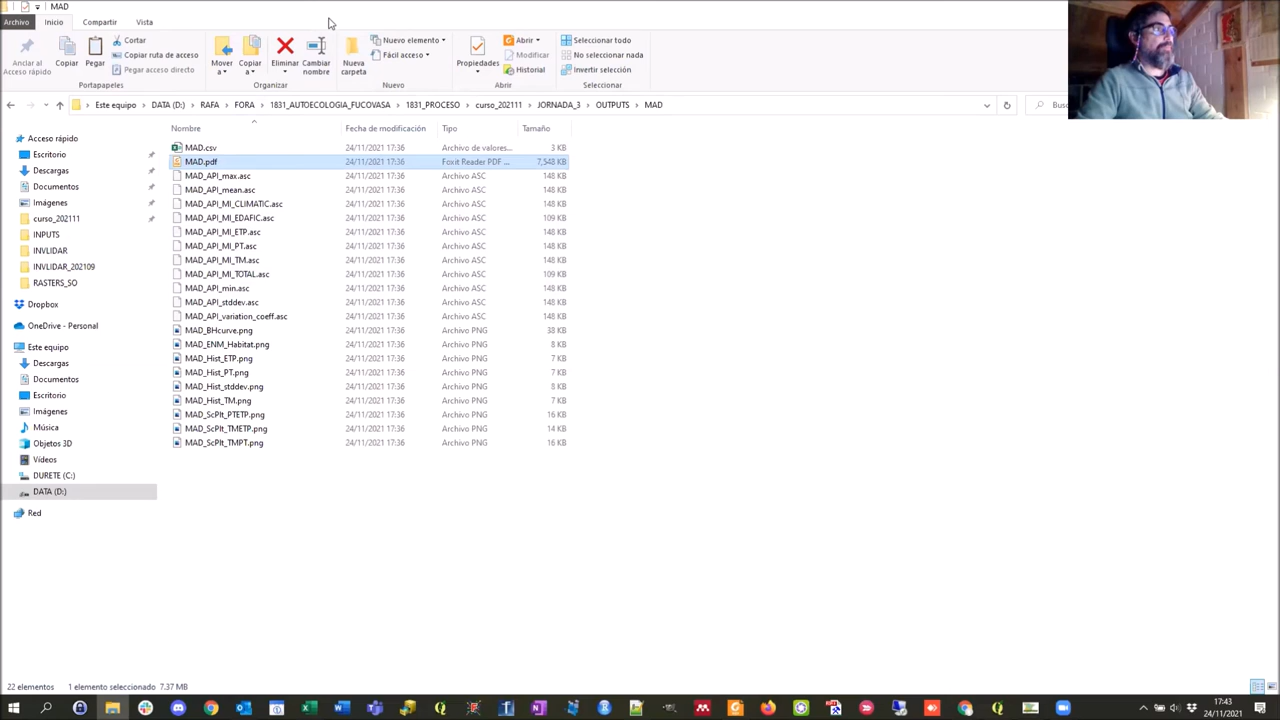 MAD
Archivo Inicio Compartir Vista
Anclar al Acceso rápido
Copiar
Pegar
Cortar
Copiar ruta de acceso
Pegar acceso directo
Portapapeles
Mover a
Copiar a
Eliminar
Cambiar nombre
Organizar
Nueva carpeta
Nuevo elemento
Fácil acceso
Nuevo
Propiedades
Abrir
Modificar
Historial
Abrir
Seleccionar todo
No seleccionar nada
Invertir selección
Seleccionar
Este equipo > DATA (D:) > RAFA > FORA > 1831_AUTOECOLOGIA_FUCOVASA > 1831_PROCESO > curso_202111 > JORNADA_3 > OUTPUTS > MAD
Acceso rápido
Escritorio
Descargas
Documentos
Imágenes
curso_202111
INPUTS
INVLIDAR
INVLIDAR_202109
RASTERS_SO
Dropbox
OneDrive - Personal
Este equipo
Descargas
Documentos
Escritorio
Imágenes
Música
Objetos 3D
Vídeos
DURETE (C:)
DATA (D:)
Red
Nombre Fecha de modificación Tipo Tamaño
MAD.csv 24/11/2021 17:36 Archivo de valores... 3 KB
MAD.pdf 24/11/2021 17:36 Foxit Reader PDF ... 7,548 KB
MAD_API_max.asc 24/11/2021 17:36 Archivo ASC 148 KB
MAD_API_mean.asc 24/11/2021 17:36 Archivo ASC 148 KB
MAD_API_MI_CLIMATIC.asc 24/11/2021 17:36 Archivo ASC 148 KB
MAD_API_MI_EDAFIC.asc 24/11/2021 17:36 Archivo ASC 109 KB
MAD_API_MI_ETP.asc 24/11/2021 17:36 Archivo ASC 148 KB
MAD_API_MI_PT.asc 24/11/2021 17:36 Archivo ASC 148 KB
MAD_API_MI_TM.asc 24/11/2021 17:36 Archivo ASC 148 KB
MAD_API_MI_TOTAL.asc 24/11/2021 17:36 Archivo ASC 109 KB
MAD_API_min.asc 24/11/2021 17:36 Archivo ASC 148 KB
MAD_API_stddev.asc 24/11/2021 17:36 Archivo ASC 148 KB
MAD_API_variation_coeff.asc 24/11/2021 17:36 Archivo ASC 148 KB
MAD_BHcurve.png 24/11/2021 17:36 Archivo PNG 38 KB
MAD_ENM_Habitat.png 24/11/2021 17:36 Archivo PNG 8 KB
MAD_Hist_ETP.png 24/11/2021 17:36 Archivo PNG 7 KB
MAD_Hist_PT.png 24/11/2021 17:36 Archivo PNG 7 KB
MAD_Hist_stddev.png 24/11/2021 17:36 Archivo PNG 8 KB
MAD_Hist_TM.png 24/11/2021 17:36 Archivo PNG 7 KB
MAD_ScPlt_PTETP.png 24/11/2021 17:36 Archivo PNG 16 KB
MAD_ScPlt_TMETP.png 24/11/2021 17:36 Archivo PNG 14 KB
MAD_ScPlt_TMPT.png 24/11/2021 17:36 Archivo PNG 16 KB
22 elementos 1 elemento seleccionado 7.37 MB
17:43
24/11/2021